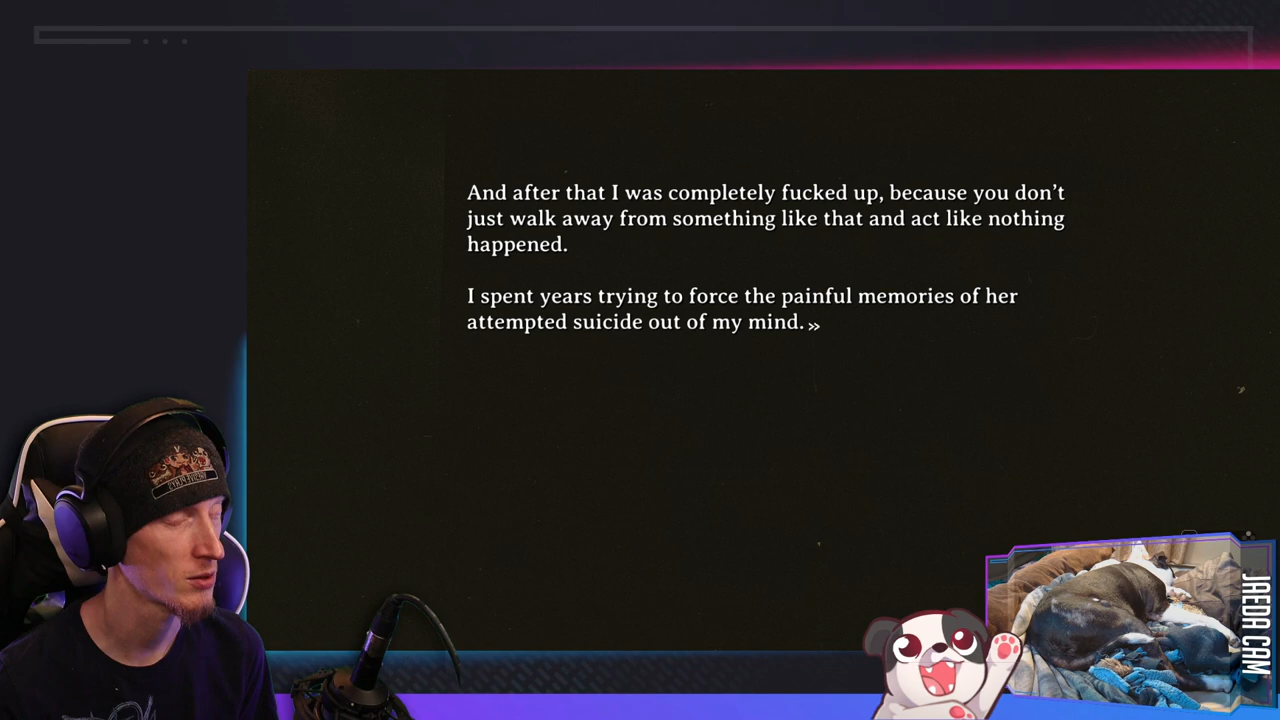 And after that I was completely fucked up, because you don’t
just walk away from something like that and act like nothing
happened.
I spent years trying to force the painful memories of her
attempted suicide out of my mind. »
JAEDA CAM